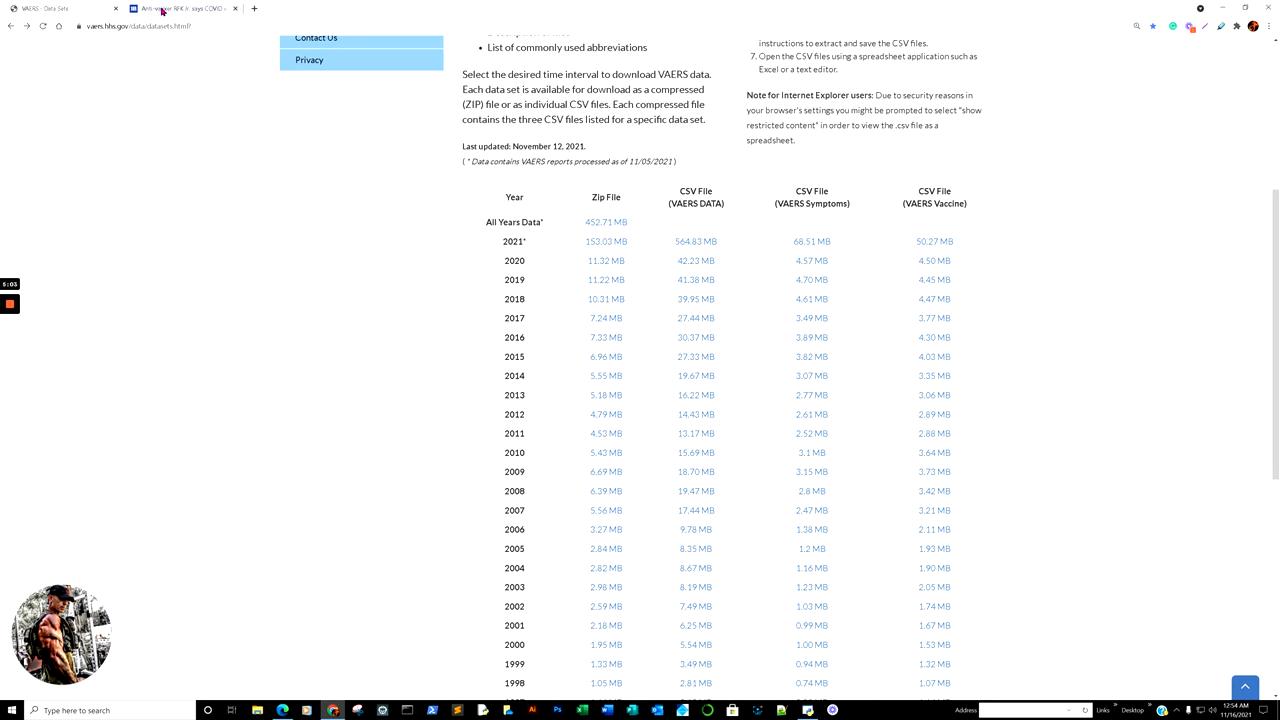 VAERS - Data Sets
Anti-vaxxer RFK Jr. says COVID v
vaers.hhs.gov/data/datasets.html?
Contact Us
Privacy
List of commonly used abbreviations
Select the desired time interval to download VAERS data.
Each data set is available for download as a compressed
(ZIP) file or as individual CSV files. Each compressed file
contains the three CSV files listed for a specific data set.
Last updated: November 12, 2021.
( * Data contains VAERS reports processed as of 11/05/2021 )
instructions to extract and save the CSV files.
7. Open the CSV files using a spreadsheet application such as
Excel or a text editor.
Note for Internet Explorer users: Due to security reasons in
your browser's settings you might be prompted to select "show
restricted content" in order to view the .csv file as a
spreadsheet.
Year Zip File CSV File (VAERS DATA) CSV File (VAERS Symptoms) CSV File (VAERS Vaccine)
All Years Data* 452.71 MB
2021* 153.03 MB 564.83 MB 68.51 MB 50.27 MB
2020 11.32 MB 42.23 MB 4.57 MB 4.50 MB
2019 11.22 MB 41.38 MB 4.70 MB 4.45 MB
2018 10.31 MB 39.95 MB 4.61 MB 4.47 MB
2017 7.24 MB 27.44 MB 3.49 MB 3.77 MB
2016 7.33 MB 30.37 MB 3.89 MB 4.30 MB
2015 6.96 MB 27.33 MB 3.82 MB 4.03 MB
2014 5.55 MB 19.67 MB 3.07 MB 3.35 MB
2013 5.18 MB 16.22 MB 2.77 MB 3.06 MB
2012 4.79 MB 14.43 MB 2.61 MB 2.89 MB
2011 4.53 MB 13.17 MB 2.52 MB 2.88 MB
2010 5.43 MB 15.69 MB 3.1 MB 3.64 MB
2009 6.69 MB 18.70 MB 3.15 MB 3.73 MB
2008 6.39 MB 19.47 MB 2.8 MB 3.42 MB
2007 5.56 MB 17.44 MB 2.47 MB 3.21 MB
2006 3.27 MB 9.78 MB 1.38 MB 2.11 MB
2005 2.84 MB 8.35 MB 1.2 MB 1.93 MB
2004 2.82 MB 8.67 MB 1.16 MB 1.90 MB
2003 2.98 MB 8.19 MB 1.23 MB 2.05 MB
2002 2.59 MB 7.49 MB 1.03 MB 1.74 MB
2001 2.18 MB 6.25 MB 0.99 MB 1.67 MB
2000 1.95 MB 5.54 MB 1.00 MB 1.53 MB
1999 1.33 MB 3.49 MB 0.94 MB 1.32 MB
1998 1.05 MB 2.81 MB 0.74 MB 1.07 MB
5:03
Type here to search
Address
Links
Desktop
12:54 AM
11/16/2021